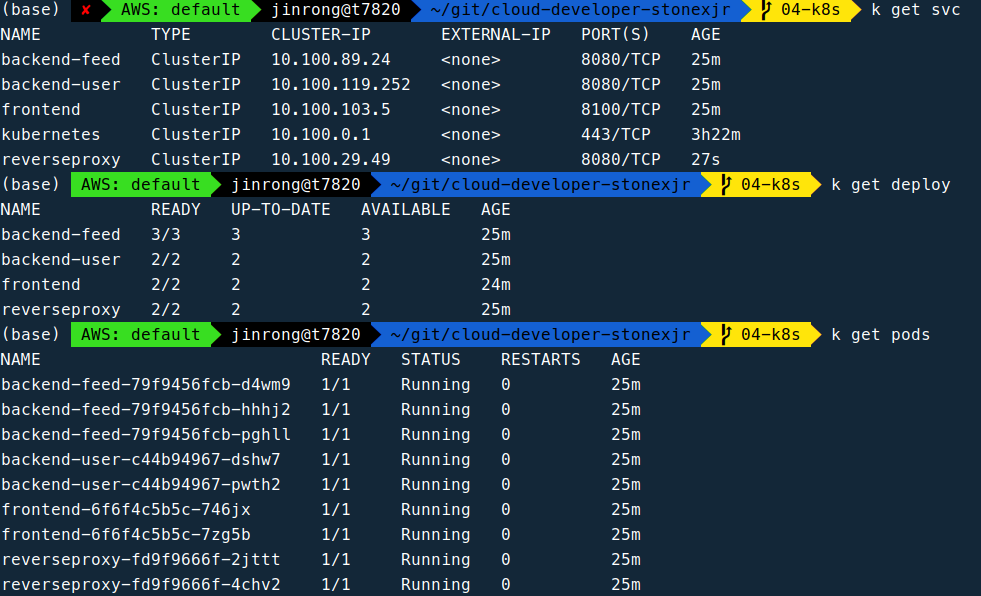 (base) ✘ AWS: default jinrong@t7820 ~/git/cloud-developer-stonexjr 04-k8s k get svc
NAME TYPE CLUSTER-IP EXTERNAL-IP PORT(S) AGE
backend-feed ClusterIP 10.100.89.24 <none> 8080/TCP 25m
backend-user ClusterIP 10.100.119.252 <none> 8080/TCP 25m
frontend ClusterIP 10.100.103.5 <none> 8100/TCP 25m
kubernetes ClusterIP 10.100.0.1 <none> 443/TCP 3h22m
reverseproxy ClusterIP 10.100.29.49 <none> 8080/TCP 27s
(base) AWS: default jinrong@t7820 ~/git/cloud-developer-stonexjr 04-k8s k get deploy
NAME READY UP-TO-DATE AVAILABLE AGE
backend-feed 3/3 3 3 25m
backend-user 2/2 2 2 25m
frontend 2/2 2 2 24m
reverseproxy 2/2 2 2 25m
(base) AWS: default jinrong@t7820 ~/git/cloud-developer-stonexjr 04-k8s k get pods
NAME READY STATUS RESTARTS AGE
backend-feed-79f9456fcb-d4wm9 1/1 Running 0 25m
backend-feed-79f9456fcb-hhhj2 1/1 Running 0 25m
backend-feed-79f9456fcb-pghll 1/1 Running 0 25m
backend-user-c44b94967-dshw7 1/1 Running 0 25m
backend-user-c44b94967-pwth2 1/1 Running 0 25m
frontend-6f6f4c5b5c-746jx 1/1 Running 0 25m
frontend-6f6f4c5b5c-7zg5b 1/1 Running 0 25m
reverseproxy-fd9f9666f-2jttt 1/1 Running 0 25m
reverseproxy-fd9f9666f-4chv2 1/1 Running 0 25m